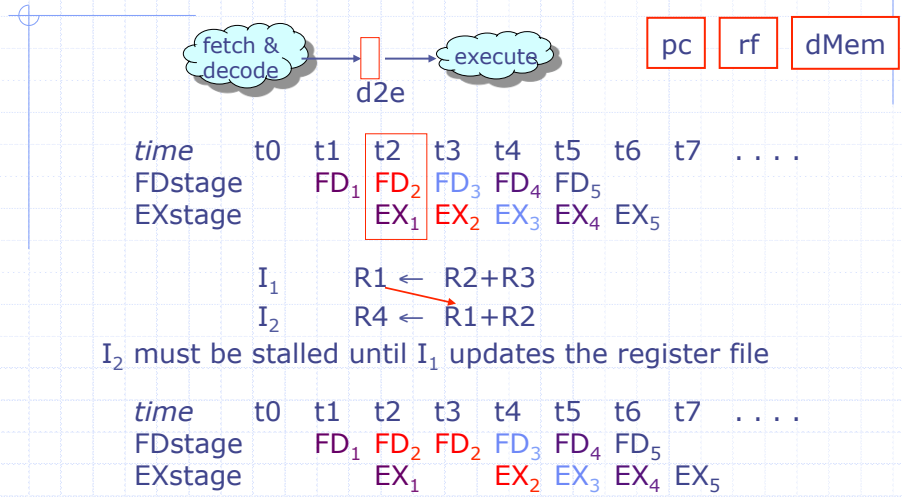 fetch & decode
execute
d2e
pc rf dMem
time t0 t1 t2 t3 t4 t5 t6 t7 . . . .
FDstage FD₁ FD₂ FD₃ FD₄ FD₅
EXstage EX₁ EX₂ EX₃ EX₄ EX₅
I₁ R1 ← R2+R3
I₂ R4 ← R1+R2
I₂ must be stalled until I₁ updates the register file
time t0 t1 t2 t3 t4 t5 t6 t7 . . . .
FDstage FD₁ FD₂ FD₂ FD₃ FD₄ FD₅
EXstage EX₁ EX₂ EX₃ EX₄ EX₅